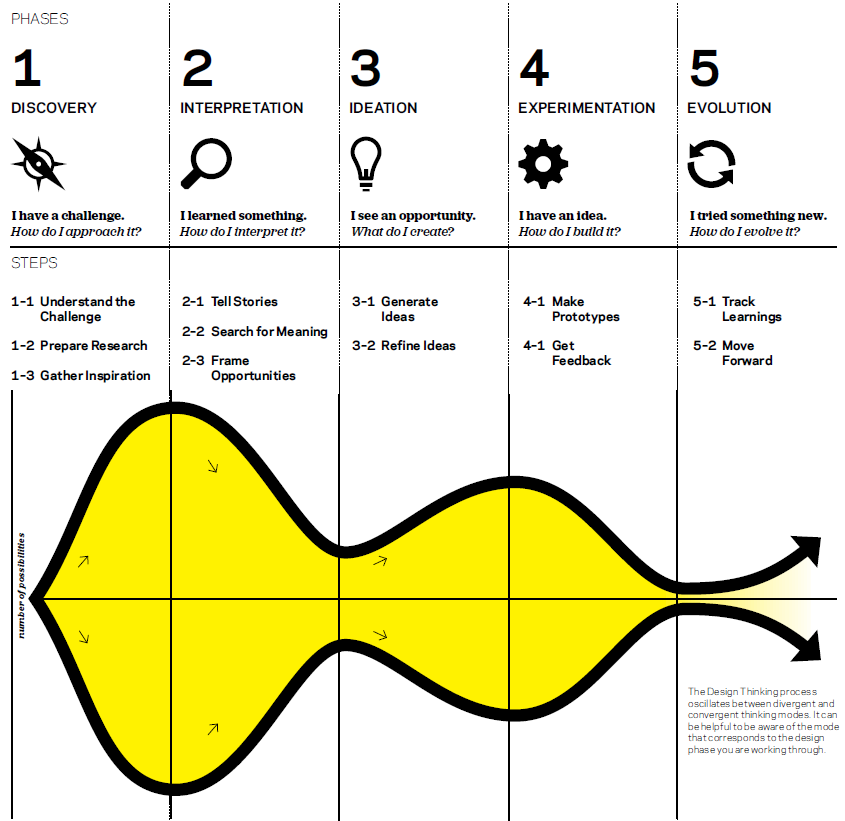 PHASES
1
DISCOVERY
I have a challenge.
How do I approach it?
2
INTERPRETATION
I learned something.
How do I interpret it?
3
IDEATION
I see an opportunity.
What do I create?
4
EXPERIMENTATION
I have an idea.
How do I build it?
5
EVOLUTION
I tried something new.
How do I evolve it?
STEPS
1-1 Understand the
Challenge
1-2 Prepare Research
1-3 Gather Inspiration
2-1 Tell Stories
2-2 Search for Meaning
2-3 Frame
Opportunities
3-1 Generate
Ideas
3-2 Refine Ideas
4-1 Make
Prototypes
4-1 Get
Feedback
5-1 Track
Learnings
5-2 Move
Forward
number of possibilities
The Design Thinking process
oscillates between divergent and
convergent thinking modes. It can
be helpful to be aware of the mode
that corresponds to the design
phase you are working through.